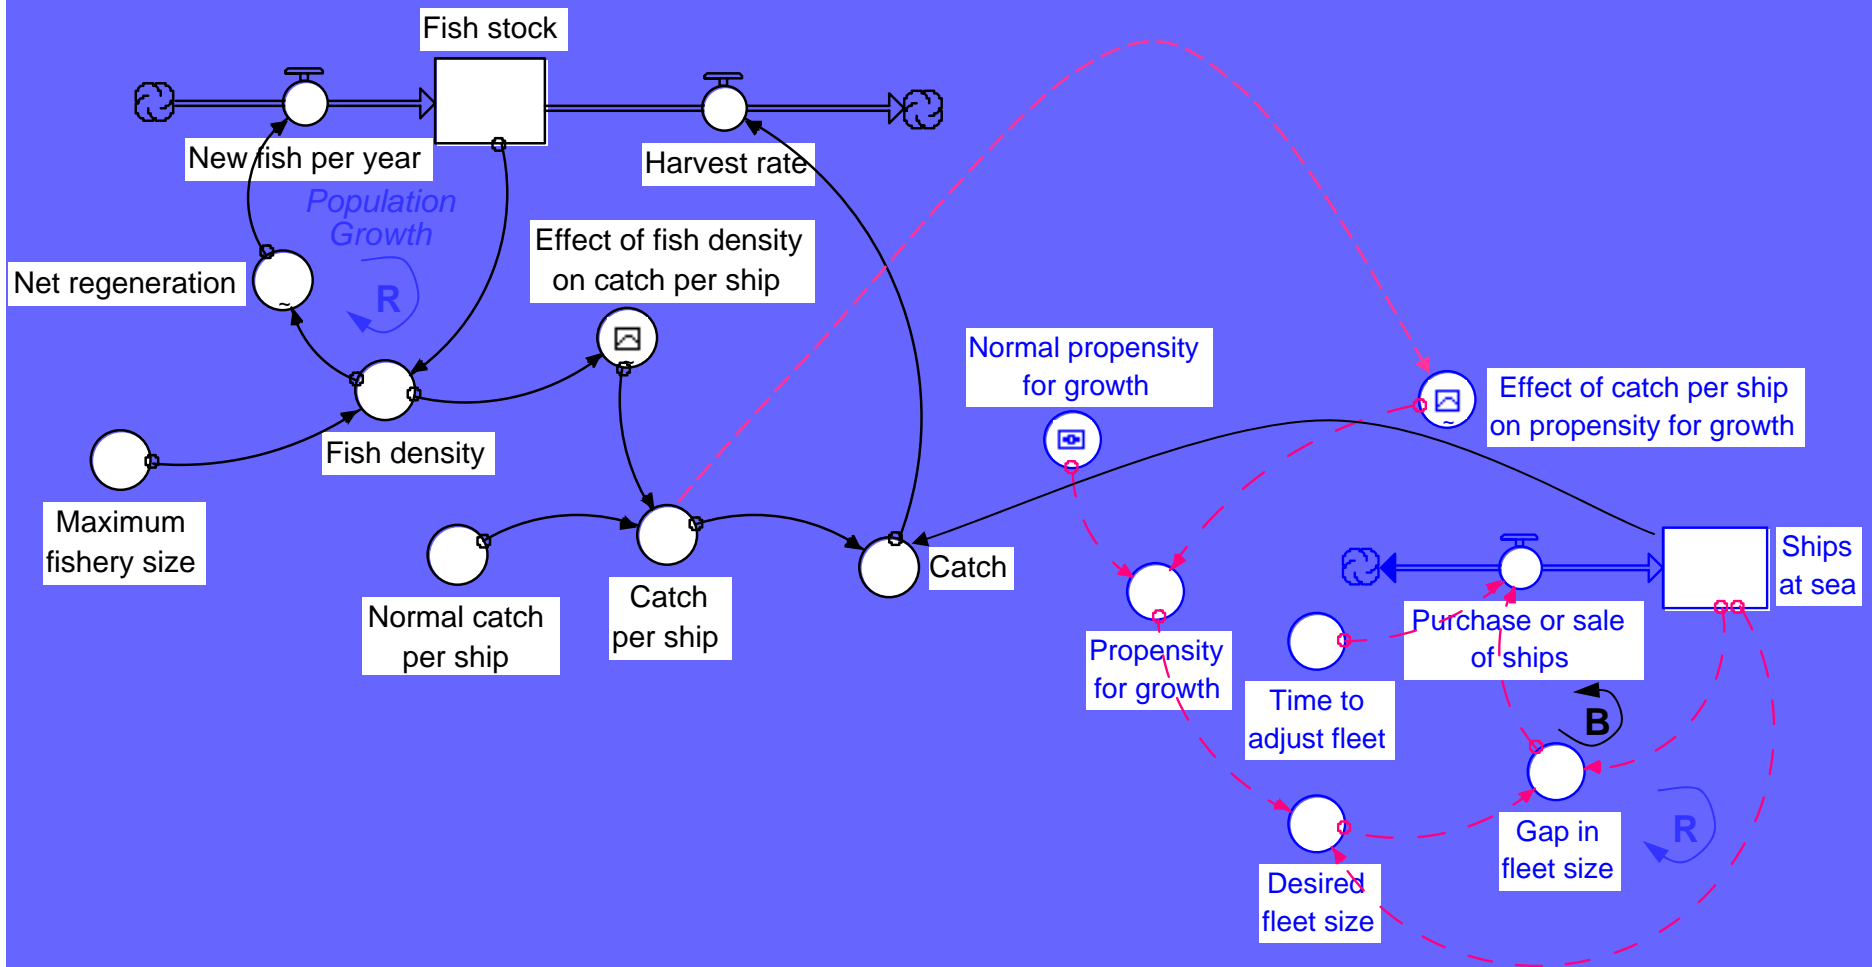 Fish stock
New fish per year
Harvest rate
Population
Growth
R
Effect of fish density
on catch per ship
Net regeneration
~
~
Normal propensity
for growth
Effect of catch per ship
on propensity for growth
~
Fish density
Maximum
fishery size
Catch
Ships
at sea
Catch
per ship
Normal catch
per ship
Purchase or sale
of ships
Propensity
for growth
Time to
adjust fleet
B
Gap in
fleet size
R
Desired
fleet size